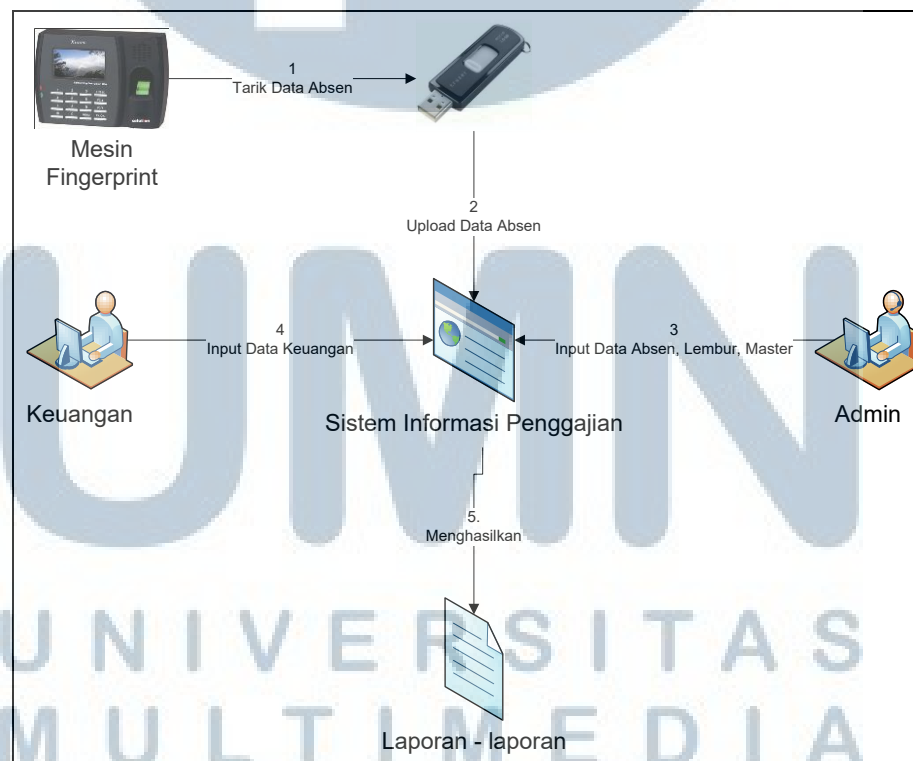 1
Tarik Data Absen
Mesin
Fingerprint
2
Upload Data Absen
4
Input Data Keuangan
3
Input Data Absen, Lembur, Master
Keuangan
Sistem Informasi Penggajian
Admin
5.
Menghasilkan
Laporan - laporan
UMN
UNIVERSITAS
MULTIMEDIA